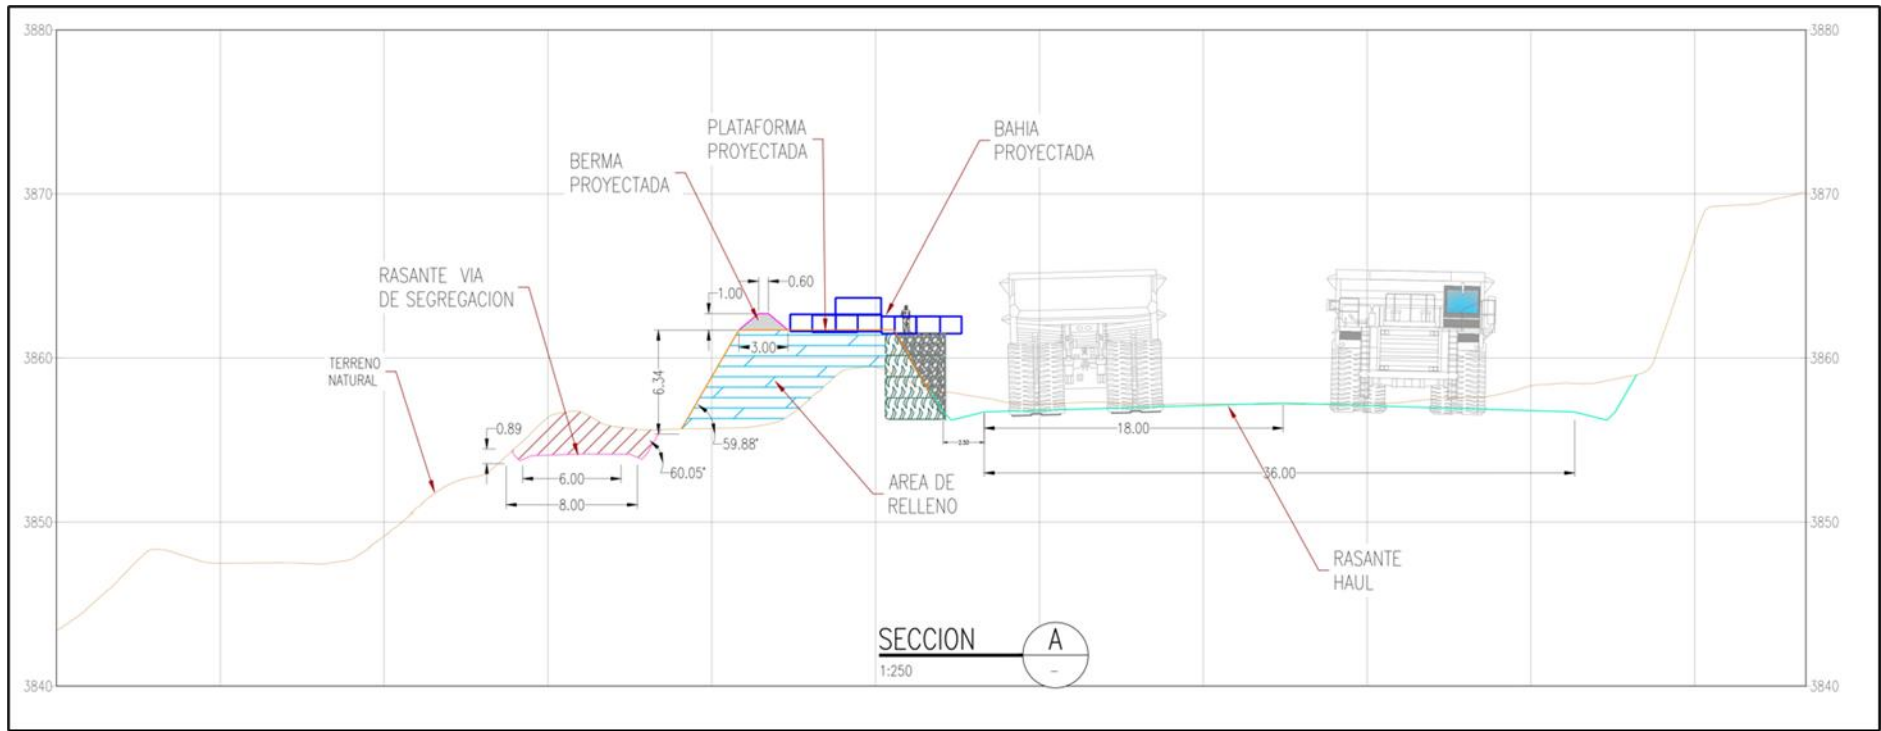 3880
3880
PLATAFORMA
PROYECTADA
BAHIA
PROYECTADA
BERMA
PROYECTADA
3870
3870
RASANTE VIA
DE SEGREGACION
1.00
0.60
TERRENO
NATURAL
3860
3.00
3860
6.34
0.89
59.88°
18.00
2.50
60.05°
6.00
36.00
AREA DE
RELLENO
8.00
3850
3850
RASANTE
HAUL
SECCION
A
1:250
-
3840
3840